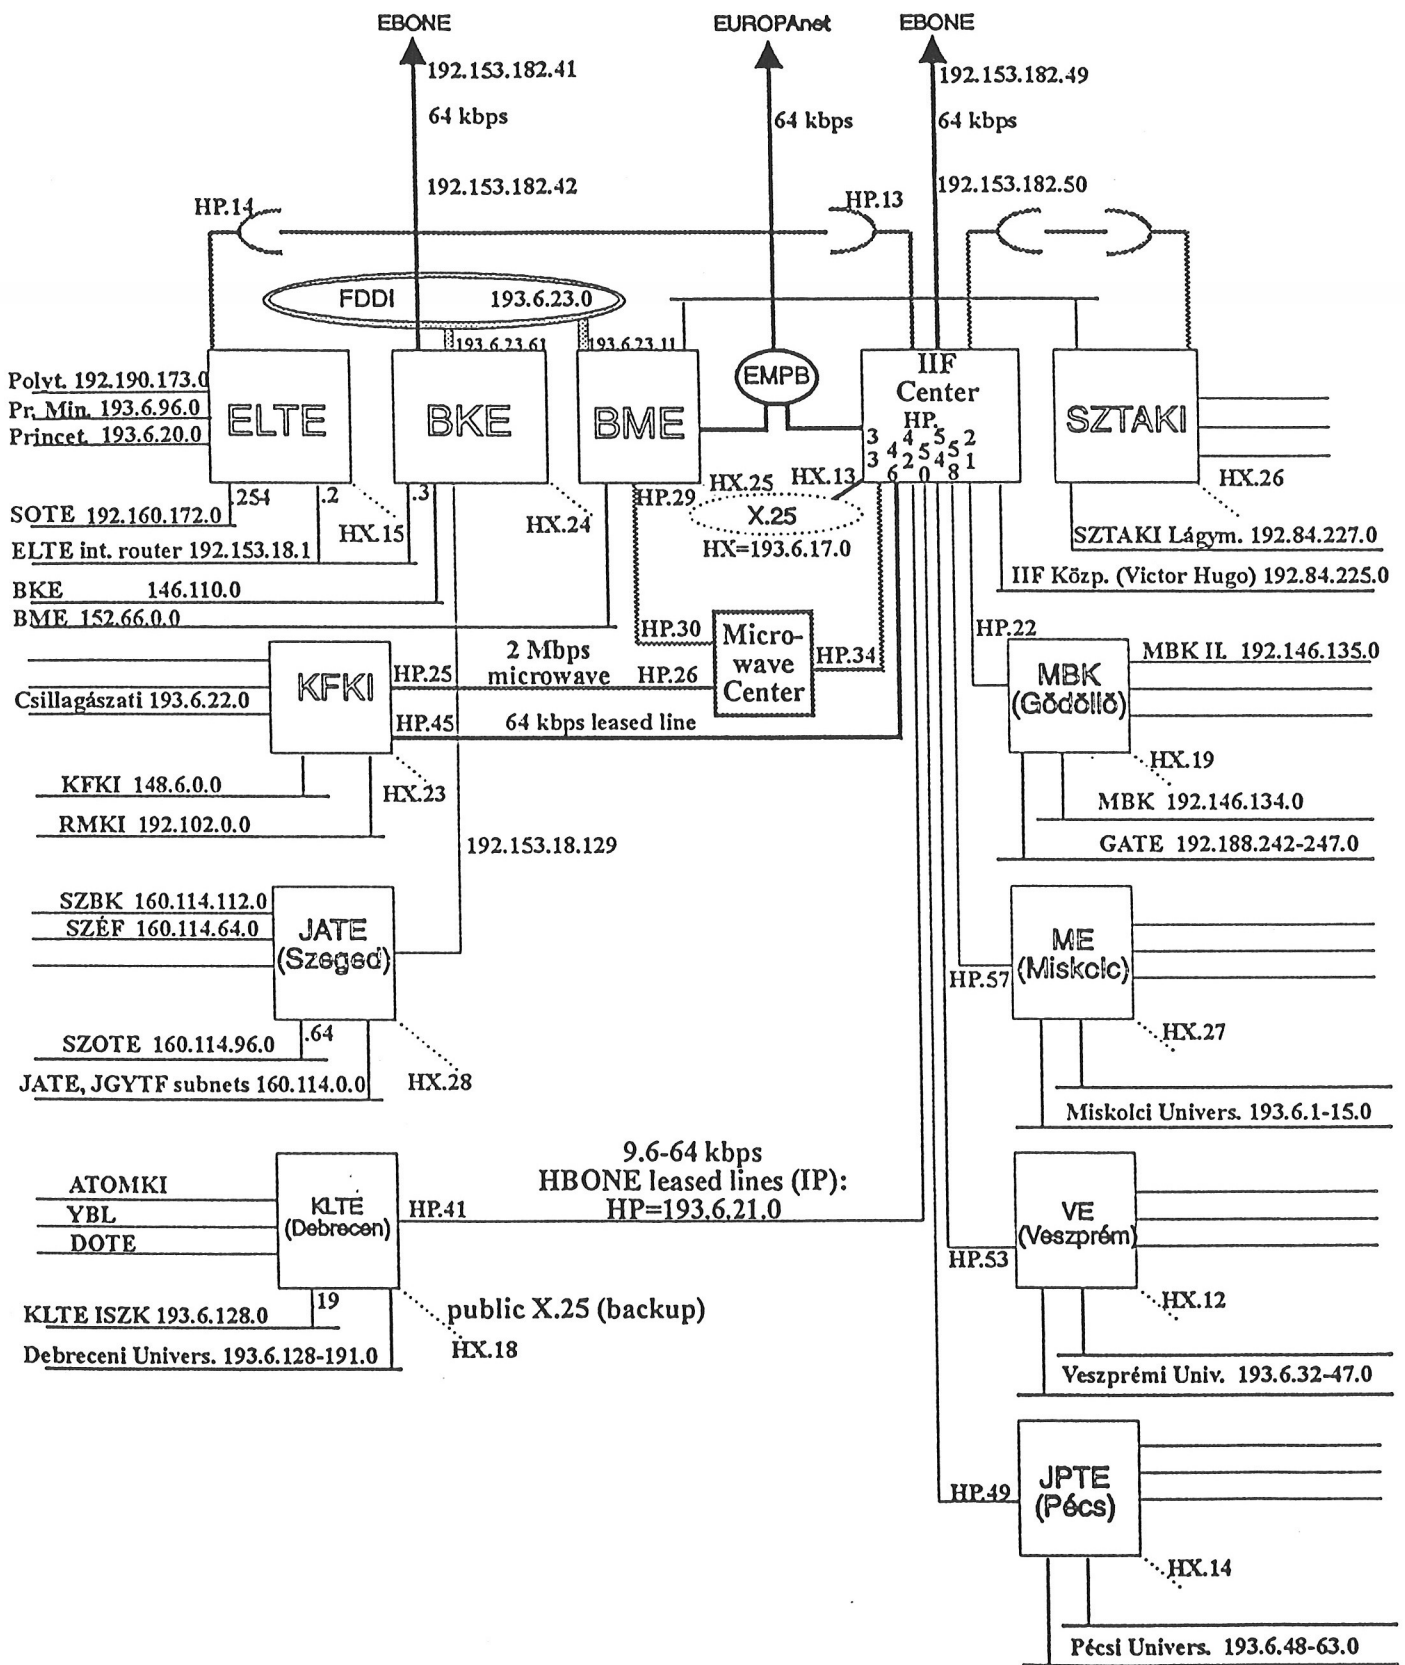 EBONE
EUROPAnet
EBONE
192.153.182.41
192.153.182.49
64 kbps
64 kbps
64 kbps
192.153.182.42
192.153.182.50
HP.14
HP.13
FDDI
193.6.23.0
193.6.23.61
193.6.23.11
Polyt. 192.190.173.0
Pr. Min. 193.6.96.0
Princet. 193.6.20.0
ELTE
BKE
BME
EMPB
IIF
Center
HP.
3 4 5 2
3 4 2 5 4 5 1
6 0 8
SZTAKI
.254
.2
.3
HX.15
HX.24
HP.29
HX.25
HX.13
X.25
HX=193.6.17.0
HX.26
SOTE 192.160.172.0
ELTE int. router 192.153.18.1
BKE 146.110.0
BME 152.66.0.0
SZTAKI Lágym. 192.84.227.0
IIF Közp. (Victor Hugo) 192.84.225.0
HP.30
Micro-
wave
Center
HP.34
HP.22
KFKI
HP.25
2 Mbps
microwave
HP.26
Csillagászati 193.6.22.0
HP.45
64 kbps leased line
MBK
(Gödöllő)
MBK IL 192.146.135.0
HX.23
HX.19
KFKI 148.6.0.0
RMKI 192.102.0.0
MBK 192.146.134.0
GATE 192.188.242-247.0
192.153.18.129
SZBK 160.114.112.0
SZÉF 160.114.64.0
JATE
(Szeged)
ME
(Miskolc)
HP.57
.64
SZOTE 160.114.96.0
JATE, JGYTF subnets 160.114.0.0
HX.28
HX.27
Miskolci Univers. 193.6.1-15.0
9.6-64 kbps
HBONE leased lines (IP):
HP=193.6.21.0
ATOMKI
YBL
DOTE
KLTE
(Debrecen)
HP.41
VE
(Veszprém)
HP.53
19
KLTE ISZK 193.6.128.0
Debreceni Univers. 193.6.128-191.0
public X.25 (backup)
HX.18
HX.12
Veszprémi Univ. 193.6.32-47.0
JPTE
(Pécs)
HP.49
HX.14
Pécsi Univers. 193.6.48-63.0